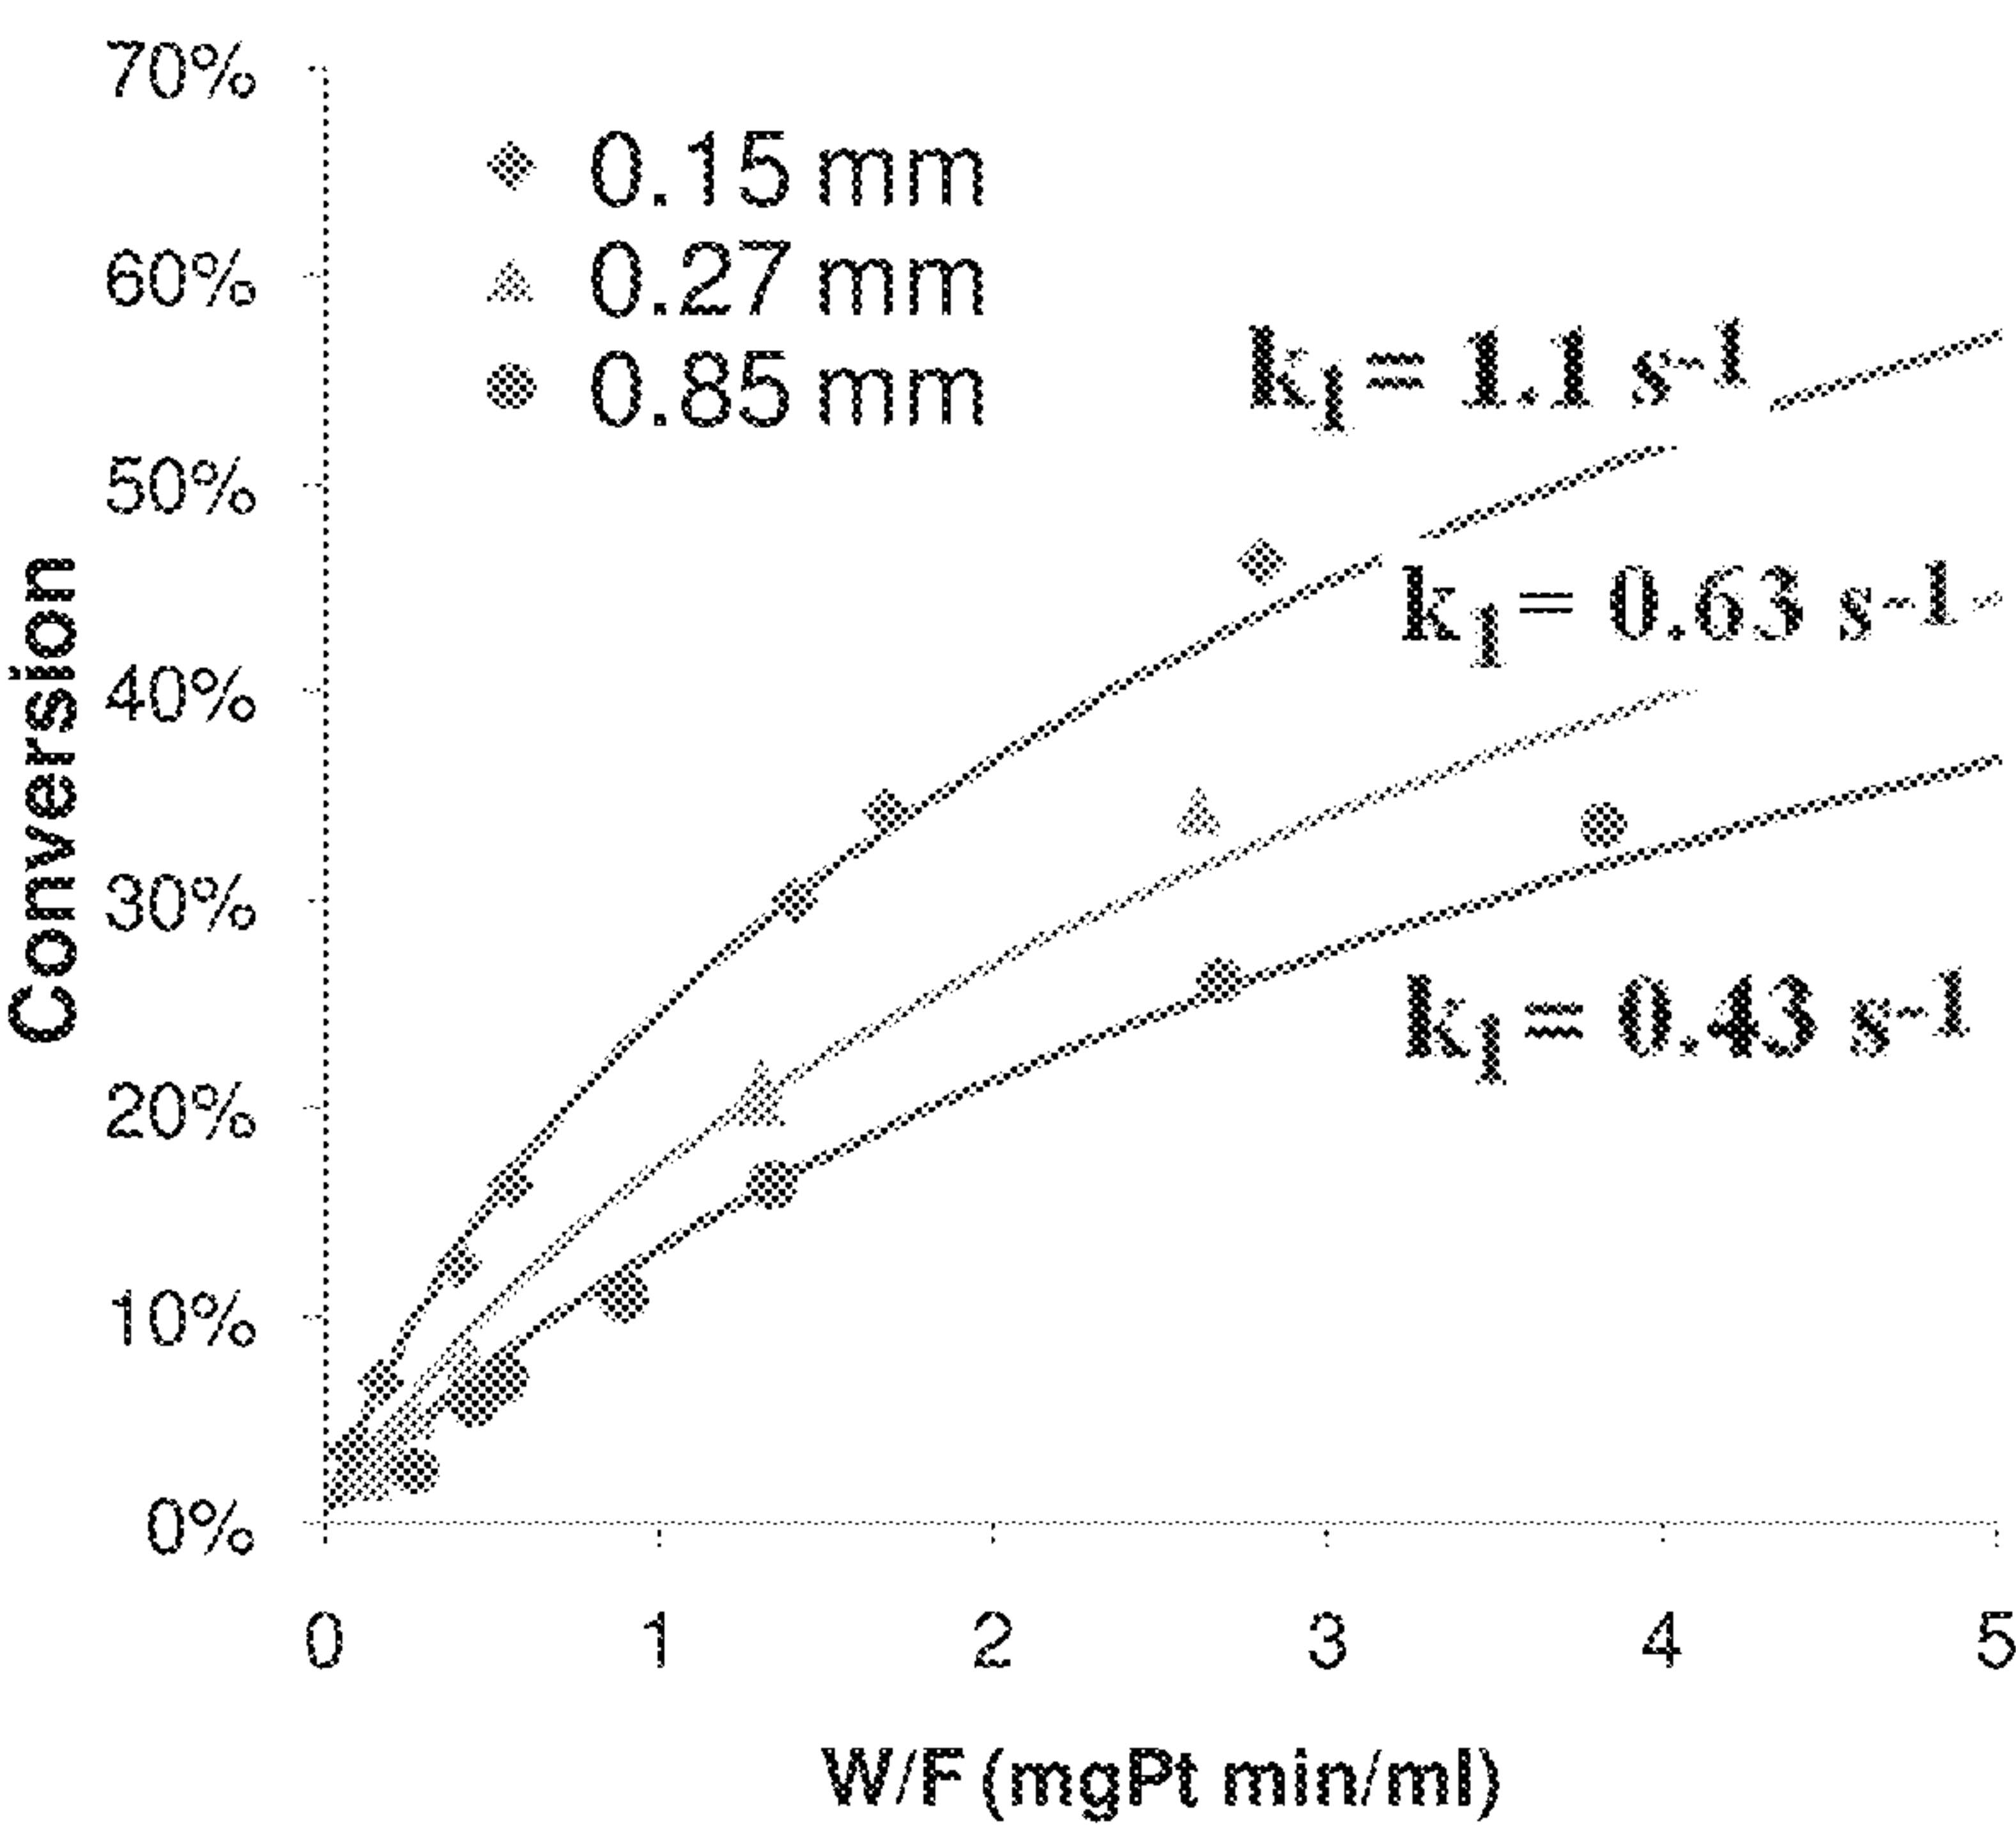 70%
60%
50%
40%
30%
20%
10%
0%
Conversion
0.15 mm
0.27 mm
0.85 mm
k1 = 1.1 s-1
k1 = 0.63 s-1
k1 = 0.43 s-1
0 1 2 3 4 5
W/F (mgPt min/ml)